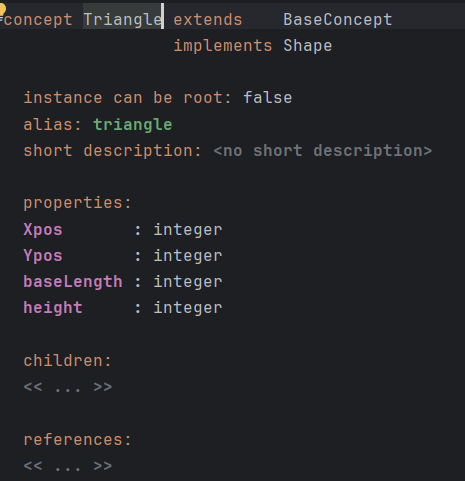 concept Triangle extends BaseConcept
implements Shape
instance can be root: false
alias: triangle
short description: <no short description>
properties:
Xpos : integer
Ypos : integer
baseLength : integer
height : integer
children:
<< ... >>
references:
<< ... >>